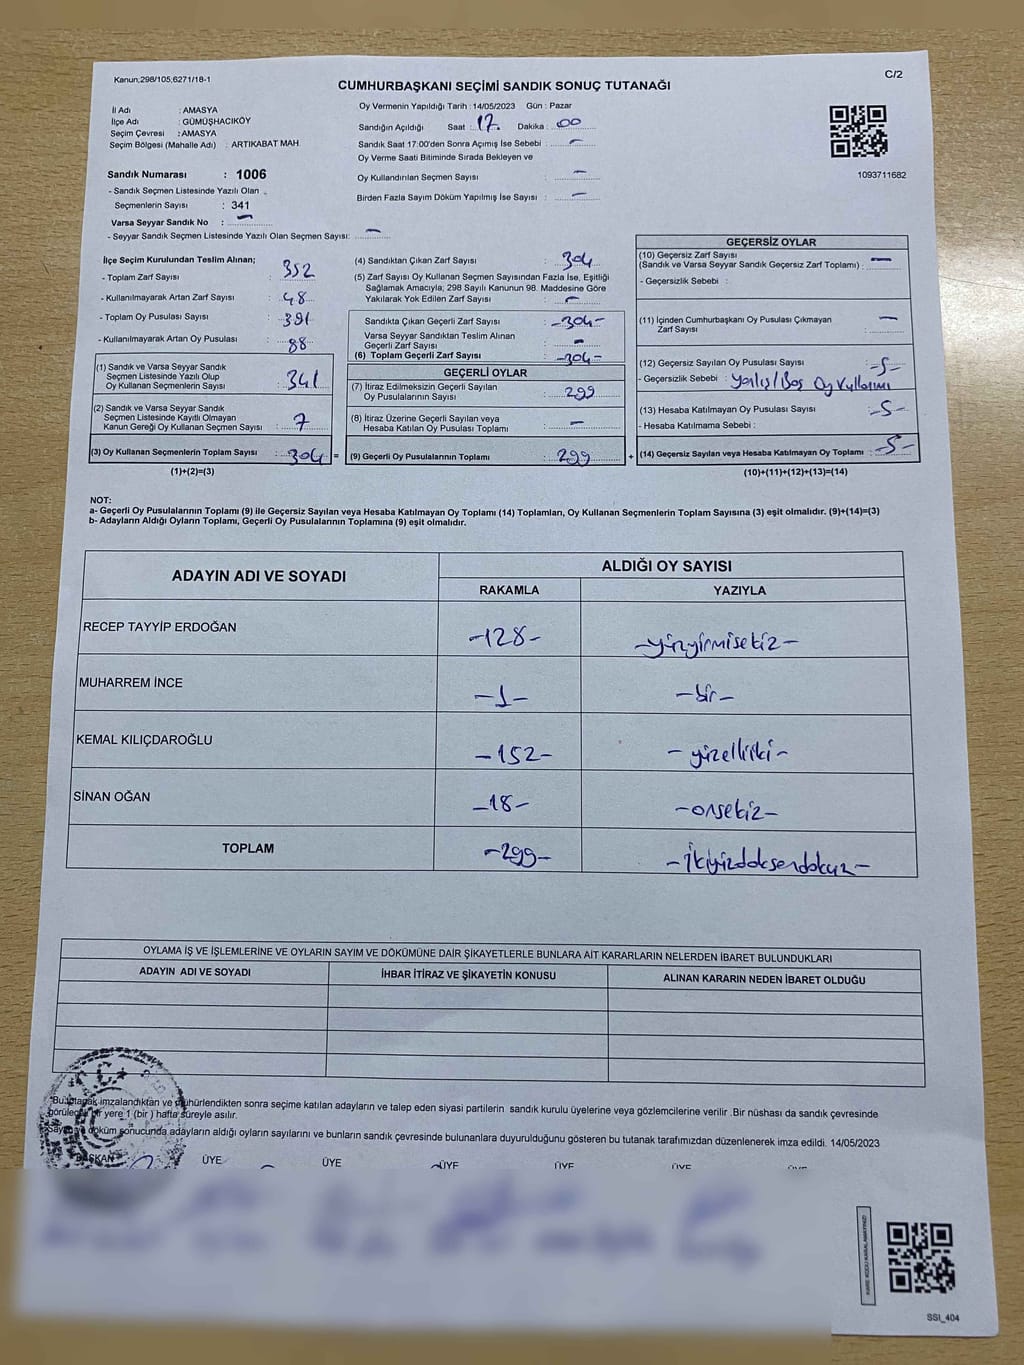 Kanun;298/105;6271/18-1
C/2
CUMHURBAŞKANI SEÇİMİ SANDIK SONUÇ TUTANAĞI
İl Adı : AMASYA
İlçe Adı : GÜMÜŞHACIKÖY
Seçim Çevresi : AMASYA
Seçim Bölgesi (Mahalle Adı) : ARTIKABAT MAH.
Sandık Numarası : 1006
- Sandık Seçmen Listesinde Yazılı Olan
Seçmenlerin Sayısı : 341
Varsa Seyyar Sandık No : -
- Seyyar Sandık Seçmen Listesinde Yazılı Olan Seçmen Sayısı: -
Oy Vermenin Yapıldığı Tarih : 14/05/2023 Gün : Pazar
Sandığın Açıldığı Saat : 17. Dakika : 00
Sandık Saat 17:00'den Sonra Açımış İse Sebebi : -
Oy Verme Saati Bitiminde Sırada Bekleyen ve
Oy Kullandırılan Seçmen Sayısı : -
Birden Fazla Sayım Döküm Yapılmış İse Sayısı : -
1093711682
İlçe Seçim Kurulundan Teslim Alınan;
- Toplam Zarf Sayısı : 352
- Kullanılmayarak Artan Zarf Sayısı : 48
- Toplam Oy Pusulası Sayısı : 391
- Kullanılmayarak Artan Oy Pusulası : 88
(1) Sandık ve Varsa Seyyar Sandık
Seçmen Listesinde Yazılı Olup
Oy Kullanan Seçmenlerin Sayısı : 341
(2) Sandık ve Varsa Seyyar Sandık
Seçmen Listesinde Kayıtlı Olmayan
Kanun Gereği Oy Kullanan Seçmen Sayısı : 7
(3) Oy Kullanan Seçmenlerin Toplam Sayısı : 304 =
(1)+(2)=(3)
(4) Sandıktan Çıkan Zarf Sayısı : 304
(5) Zarf Sayısı Oy Kullanan Seçmen Sayısından Fazla İse, Eşitliği
Sağlamak Amacıyla; 298 Sayılı Kanunun 98. Maddesine Göre
Yakılarak Yok Edilen Zarf Sayısı : -
Sandıkta Çıkan Geçerli Zarf Sayısı : -304-
Varsa Seyyar Sandıktan Teslim Alınan
Geçerli Zarf Sayısı : -
(6) Toplam Geçerli Zarf Sayısı : -304-
GEÇERLİ OYLAR
(7) İtiraz Edilmeksizin Geçerli Sayılan
Oy Pusulalarının Sayısı : 299
(8) İtiraz Üzerine Geçerli Sayılan veya
Hesaba Katılan Oy Pusulası Toplamı : -
(9) Geçerli Oy Pusulalarının Toplamı : 299 +
GEÇERSİZ OYLAR
(10) Geçersiz Zarf Sayısı
(Sandık ve Varsa Seyyar Sandık Geçersiz Zarf Toplamı) : -
- Geçersizlik Sebebi :
(11) İçinden Cumhurbaşkanı Oy Pusulası Çıkmayan
Zarf Sayısı : -
(12) Geçersiz Sayılan Oy Pusulası Sayısı : -5-
- Geçersizlik Sebebi : Yanlış/Boş Oy Kullanımı
(13) Hesaba Katılmayan Oy Pusulası Sayısı : -5-
- Hesaba Katılmama Sebebi :
(14) Geçersiz Sayılan veya Hesaba Katılmayan Oy Toplamı : -5-
(10)+(11)+(12)+(13)=(14)
NOT:
a- Geçerli Oy Pusulalarının Toplamı (9) ile Geçersiz Sayılan veya Hesaba Katılmayan Oy Toplamı (14) Toplamları, Oy Kullanan Seçmenlerin Toplam Sayısına (3) eşit olmalıdır. (9)+(14)=(3)
b- Adayların Aldığı Oyların Toplamı, Geçerli Oy Pusulalarının Toplamına (9) eşit olmalıdır.
ADAYIN ADI VE SOYADI
ALDIĞI OY SAYISI
RAKAMLA YAZIYLA
RECEP TAYYİP ERDOĞAN -128- -yüzyirmisekiz-
MUHARREM İNCE -1- -bir-
KEMAL KILIÇDAROĞLU -152- -yüzelliiki-
SİNAN OĞAN -18- -onsekiz-
TOPLAM -299- -ikiyüzdoksandokuz-
OYLAMA İŞ VE İŞLEMLERİNE VE OYLARIN SAYIM VE DÖKÜMÜNE DAİR ŞİKAYETLERLE BUNLARA AİT KARARLARIN NELERDEN İBARET BULUNDUKLARI
ADAYIN ADI VE SOYADI İHBAR İTİRAZ VE ŞİKAYETİN KONUSU ALINAN KARARIN NEDEN İBARET OLDUĞU
*Bu tutanak imzalandıktan ve mühürlendikten sonra seçime katılan adayların ve talep eden siyasi partilerin sandık kurulu üyelerine veya gözlemcilerine verilir .Bir nüshası da sandık çevresinde
görülecek bir yere 1 (bir ) hafta süreyle asılır.
Sayım ve döküm sonucunda adayların aldığı oyların sayılarını ve bunların sandık çevresinde bulunanlara duyurulduğunu gösteren bu tutanak tarafımızdan düzenlenerek imza edildi. 14/05/2023
BAŞKAN ÜYE ÜYE ÜYE ÜYE ÜYE ÜYE
SSI_404